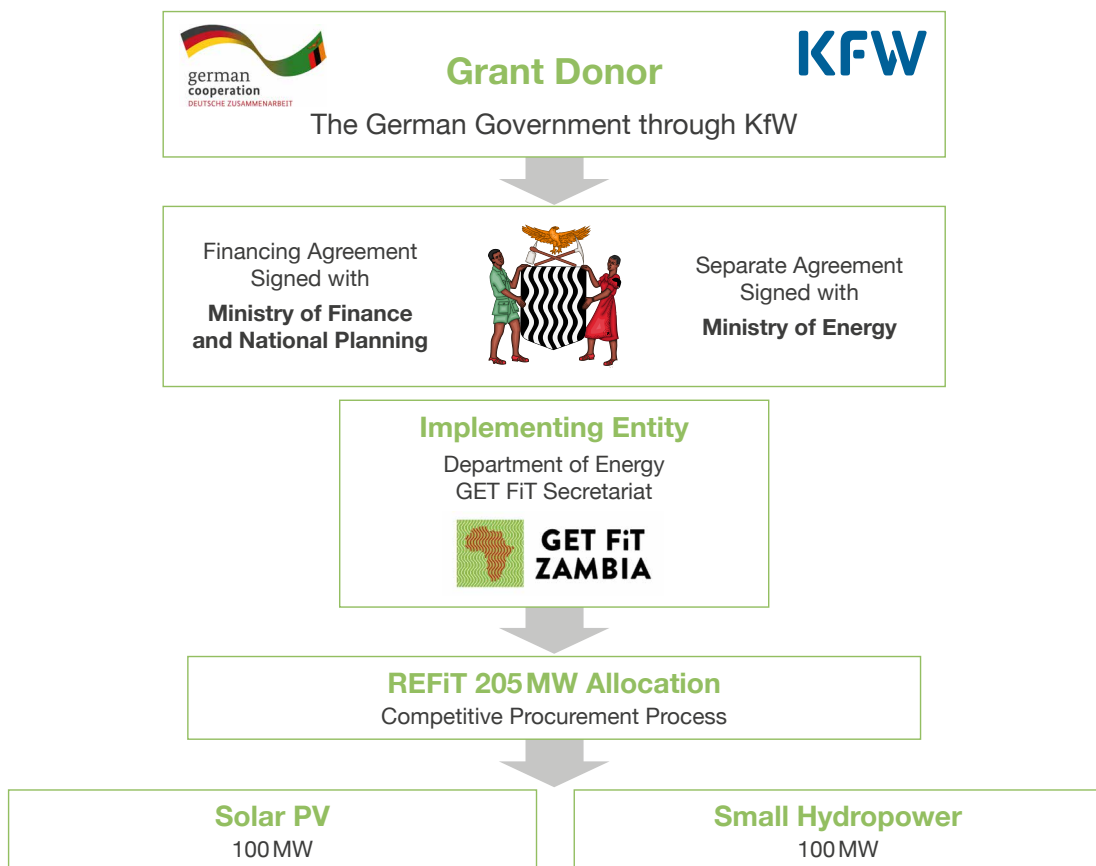 german
cooperation
DEUTSCHE ZUSAMMENARBEIT
KFW
Grant Donor
The German Government through KfW
Financing Agreement
Signed with
Ministry of Finance
and National Planning
Separate Agreement
Signed with
Ministry of Energy
Implementing Entity
Department of Energy
GET FiT Secretariat
GET FiT
ZAMBIA
REFiT 205 MW Allocation
Competitive Procurement Process
Solar PV
100 MW
Small Hydropower
100 MW